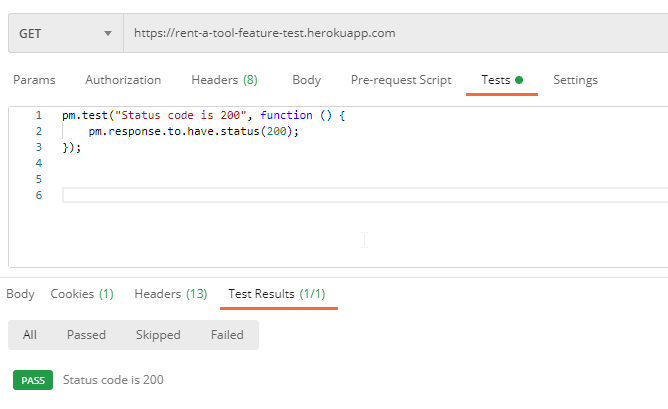 GET https://rent-a-tool-feature-test.herokuapp.com
Params Authorization Headers (8) Body Pre-request Script Tests Settings
1 pm.test("Status code is 200", function () {
2 pm.response.to.have.status(200);
3 });
4
5
6
Body Cookies (1) Headers (13) Test Results (1/1)
All Passed Skipped Failed
PASS Status code is 200